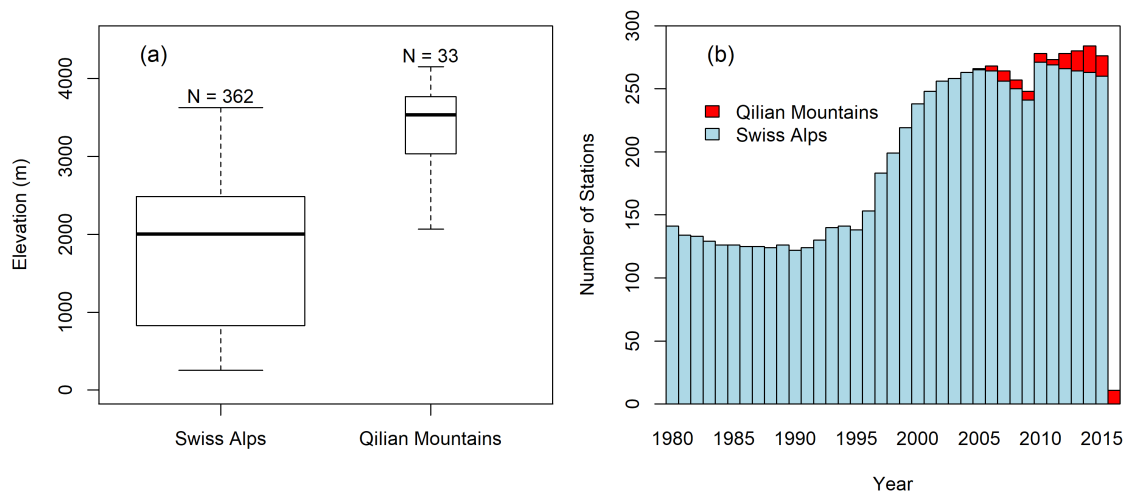 (a)
N = 33
N = 362
Elevation (m)
4000
3000
2000
1000
0
Swiss Alps
Qilian Mountains
(b)
Qilian Mountains
Swiss Alps
Number of Stations
300
250
200
150
100
50
0
1980 1985 1990 1995 2000 2005 2010 2015
Year